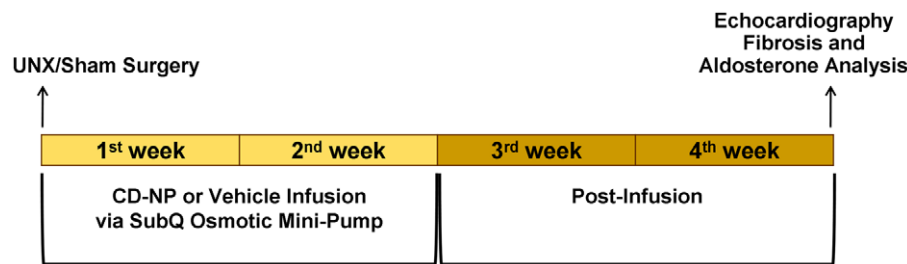 Echocardiography
Fibrosis and
Aldosterone Analysis
UNX/Sham Surgery
1st week
2nd week
3rd week
4th week
CD-NP or Vehicle Infusion
via SubQ Osmotic Mini-Pump
Post-Infusion